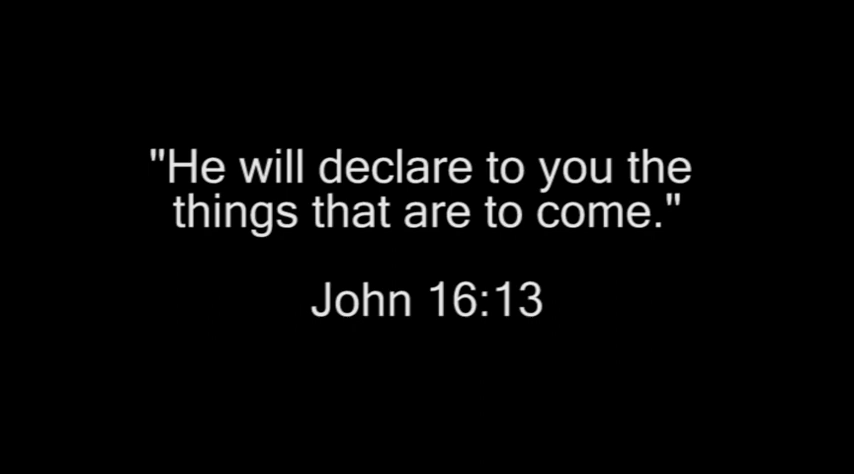 "He will declare to you the
things that are to come."
John 16:13